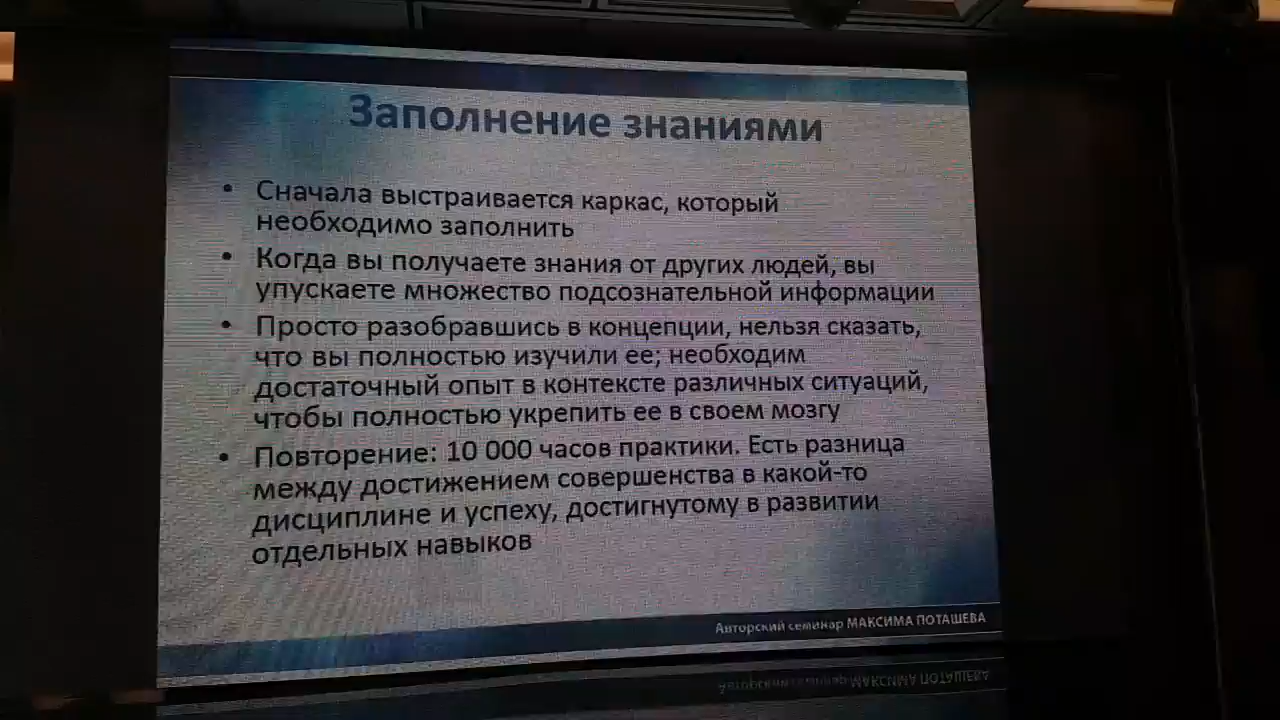 Заполнение знаниями
• Сначала выстраивается каркас, который
необходимо заполнить
• Когда вы получаете знания от других людей, вы
упускаете множество подсознательной информации
• Просто разобравшись в концепции, нельзя сказать,
что вы полностью изучили ее; необходим
достаточный опыт в контексте различных ситуаций,
чтобы полностью укрепить ее в своем мозгу
• Повторение: 10 000 часов практики. Есть разница
между достижением совершенства в какой-то
дисциплине и успеху, достигнутому в развитии
отдельных навыков
Авторский семинар МАКСИМА ПОТАШЕВА